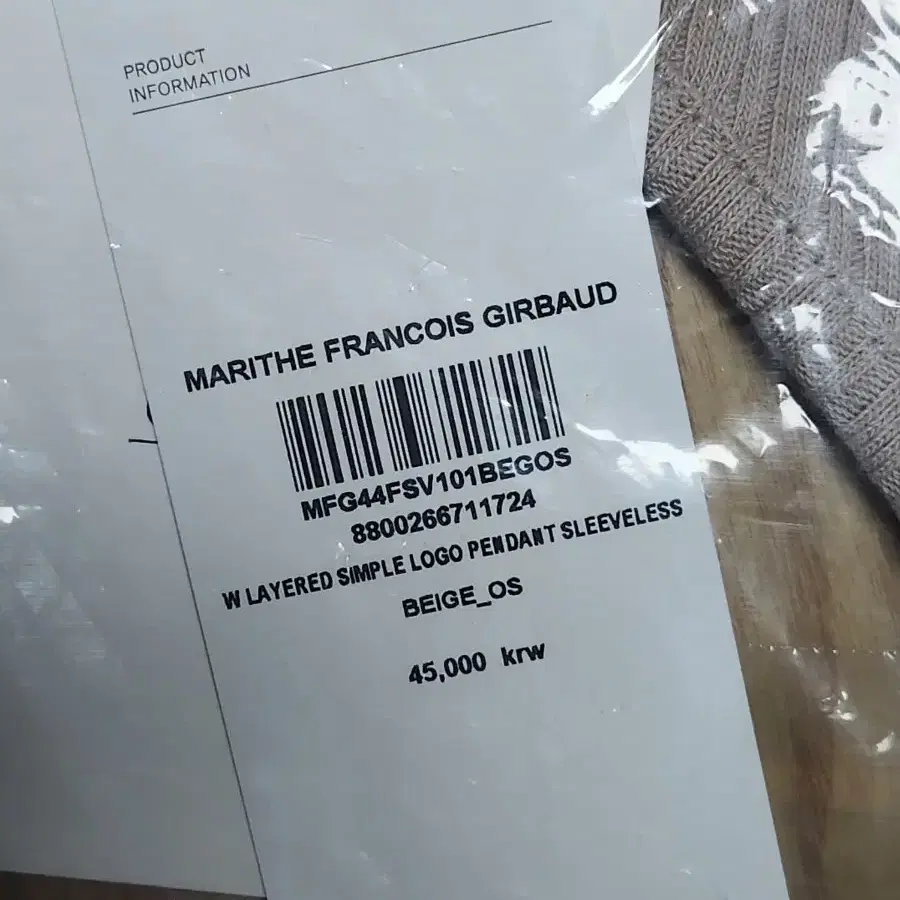 PRODUCT
INFORMATION
MARITHE FRANCOIS GIRBAUD
MFG44FSV101BEGOS
8800266711724
W LAYERED SIMPLE LOGO PENDANT SLEEVELESS
BEIGE_OS
45,000 krw